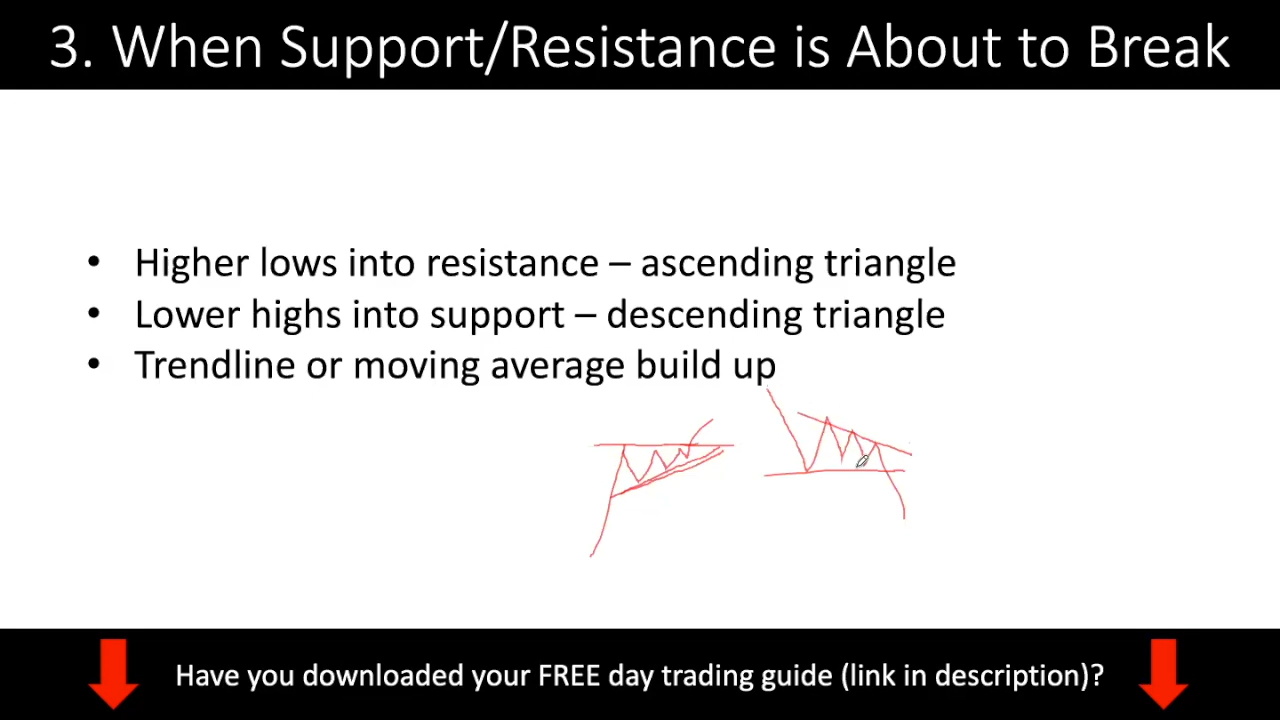 3. When Support/Resistance is About to Break
• Higher lows into resistance – ascending triangle
• Lower highs into support – descending triangle
• Trendline or moving average build up
Have you downloaded your FREE day trading guide (link in description)?